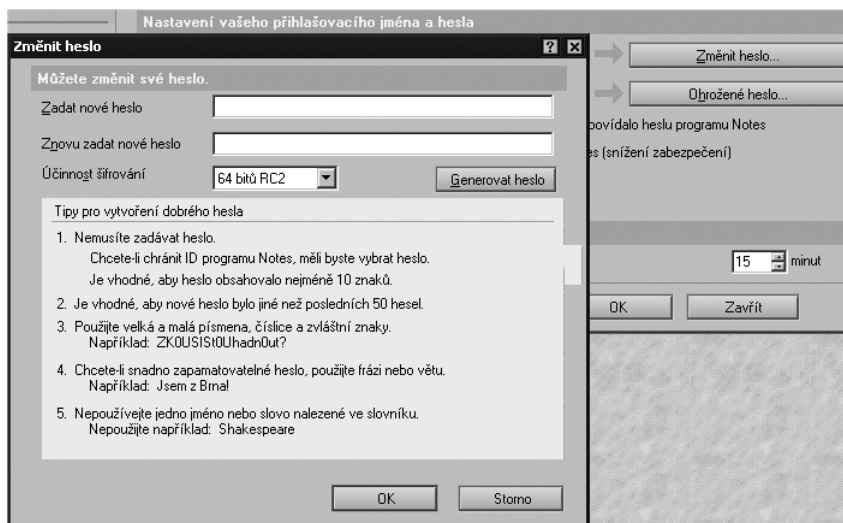 Nastavení vašeho přihlašovacího jména a hesla
Změnit heslo
Změnit heslo...
Můžete změnit své heslo.
Ohrožené heslo...
Zadat nové heslo
povídalo heslu programu Notes
Znovu zadat nové heslo
es (snížení zabezpečení)
Účinnost šifrování
64 bitů RC2
Generovat heslo
Tipy pro vytvoření dobrého hesla
1. Nemusíte zadávat heslo.
Chcete-li chránit ID programu Notes, měli byste vybrat heslo.
Je vhodné, aby heslo obsahovalo nejméně 10 znaků.
15 minut
2. Je vhodné, aby nové heslo bylo jiné než posledních 50 hesel.
OK
Zavřít
3. Použijte velká a malá písmena, číslice a zvláštní znaky.
Například: ZK0USISt0Uhadn0ut?
4. Chcete-li snadno zapamatovatelné heslo, použijte frázi nebo větu.
Například: Jsem z Brna!
5. Nepoužívejte jedno jméno nebo slovo nalezené ve slovníku.
Nepoužijte například: Shakespeare
OK
Storno